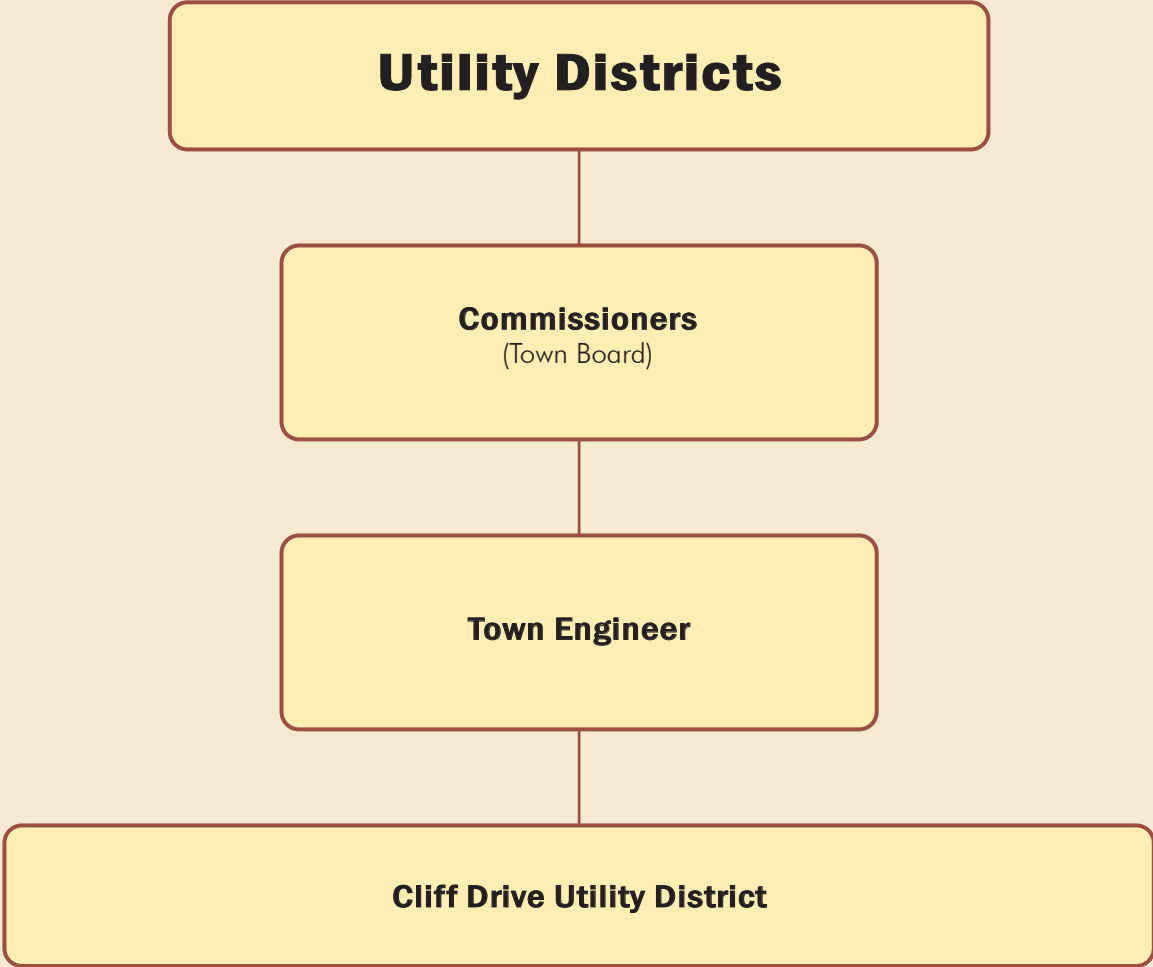 Utility Districts
Commissioners
(Town Board)
Town Engineer
Cliff Drive Utility District